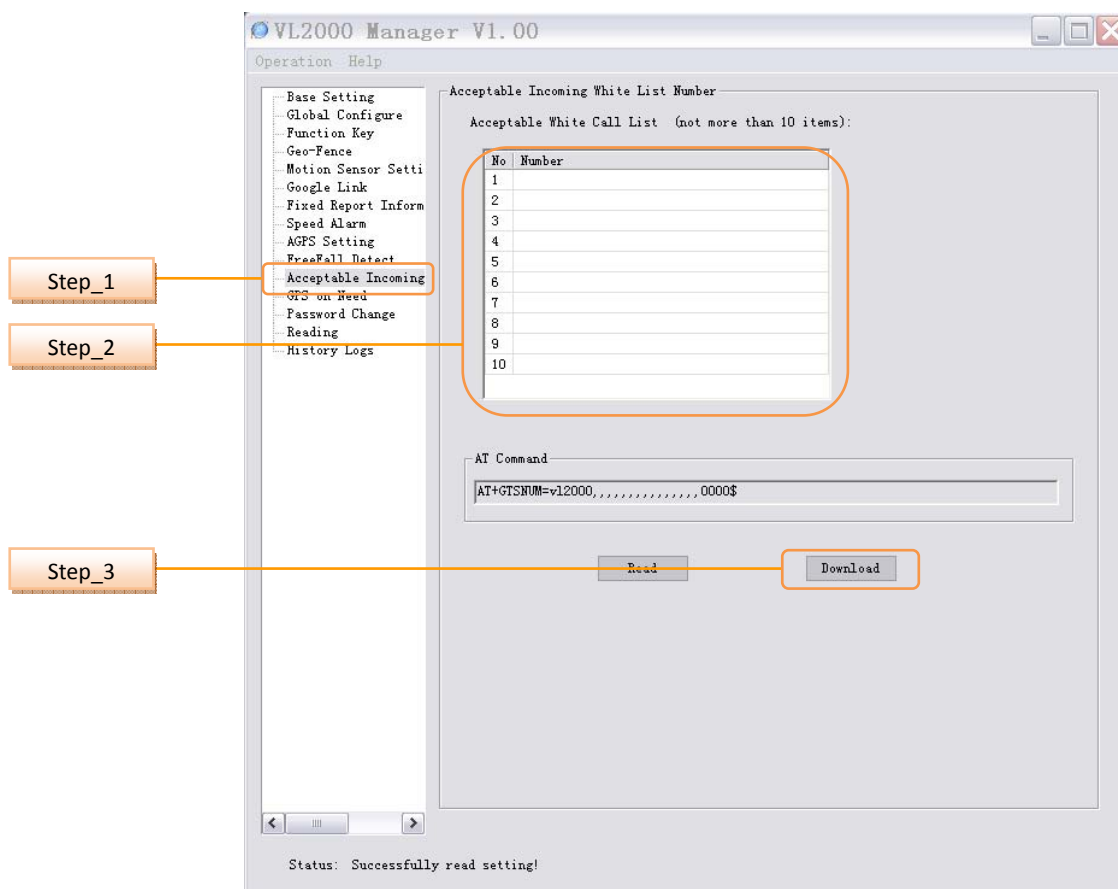 VL2000 Manager V1.00
Operation Help
Base Setting
Global Configure
Function Key
Geo-Fence
Motion Sensor Setti
Google Link
Fixed Report Inform
Speed Alarm
AGPS Setting
FreeFall Detect
Acceptable Incoming
GPS on Need
Password Change
Reading
History Logs
Step_1
Step_2
Step_3
Acceptable Incoming White List Number
Acceptable White Call List (not more than 10 items):
No Number
1
2
3
4
5
6
7
8
9
10
AT Command
AT+GTSNUM=vl2000,,,,,,,,,,,,,,,0000$
Read Download
Status: Successfully read setting!